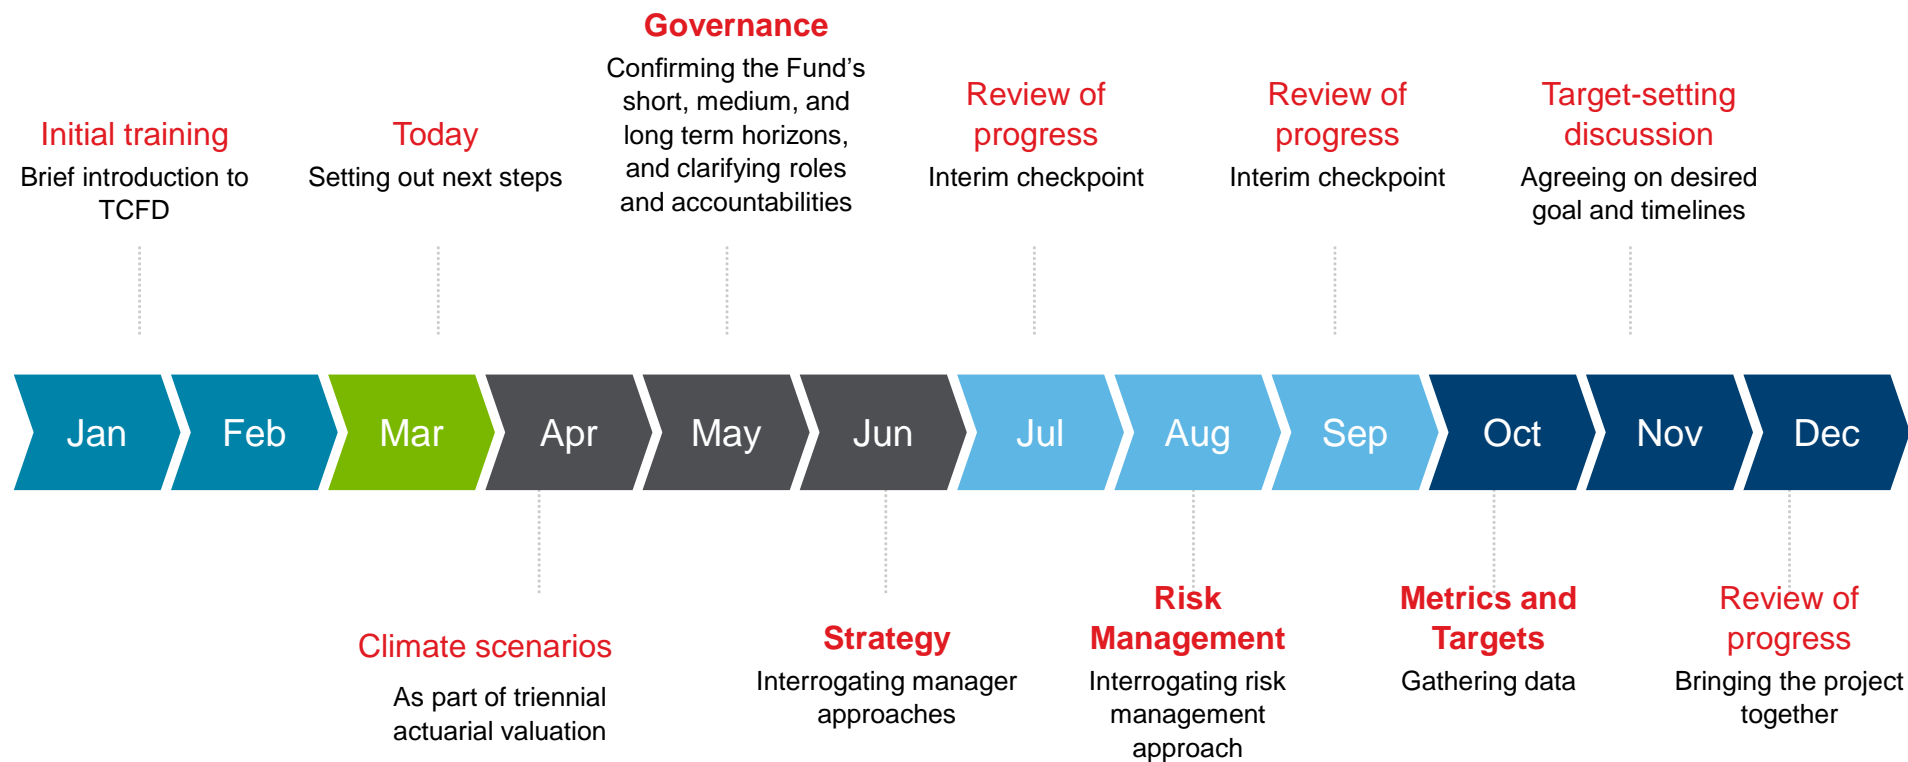 Initial training
Brief introduction to
TCFD
Today
Setting out next steps
Governance
Confirming the Fund's
short, medium, and
long term horizons,
and clarifying roles
and accountabilities
Review of
progress
Interim checkpoint
Review of
progress
Interim checkpoint
Target-setting
discussion
Agreeing on desired
goal and timelines
Jan
Feb
Mar
Apr
May
Jun
Jul
Aug
Sep
Oct
Nov
Dec
Climate scenarios
As part of triennial
actuarial valuation
Strategy
Interrogating manager
approaches
Risk
Management
Interrogating risk
management
approach
Metrics and
Targets
Gathering data
Review of
progress
Bringing the project
together